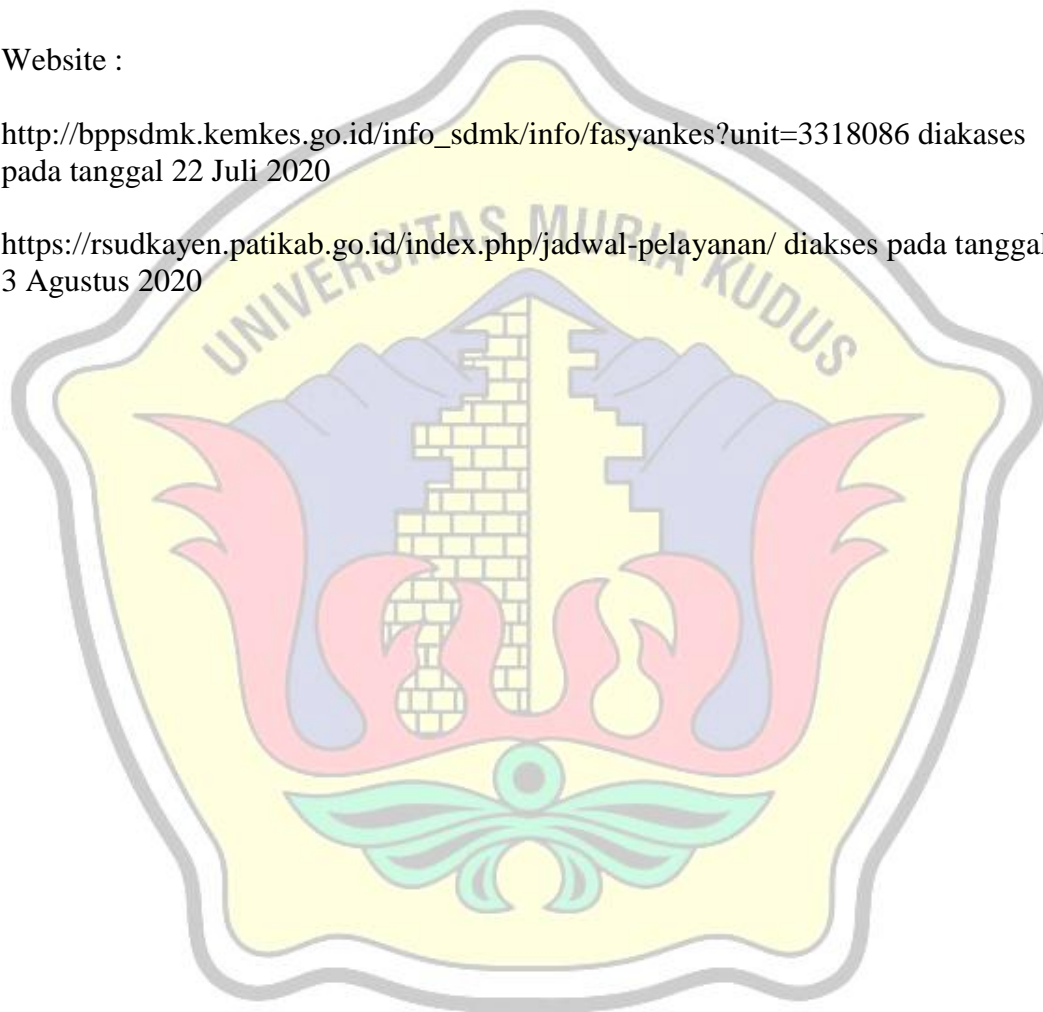 Website :
http://bppsdmk.kemkes.go.id/info_sdmk/info/fasyankes?unit=3318086 diakases
pada tanggal 22 Juli 2020
https://rsudkayen.patikab.go.id/index.php/jadwal-pelayanan/ diakses pada tanggal
3 Agustus 2020
UNIVERSITAS MURIA KUDUS